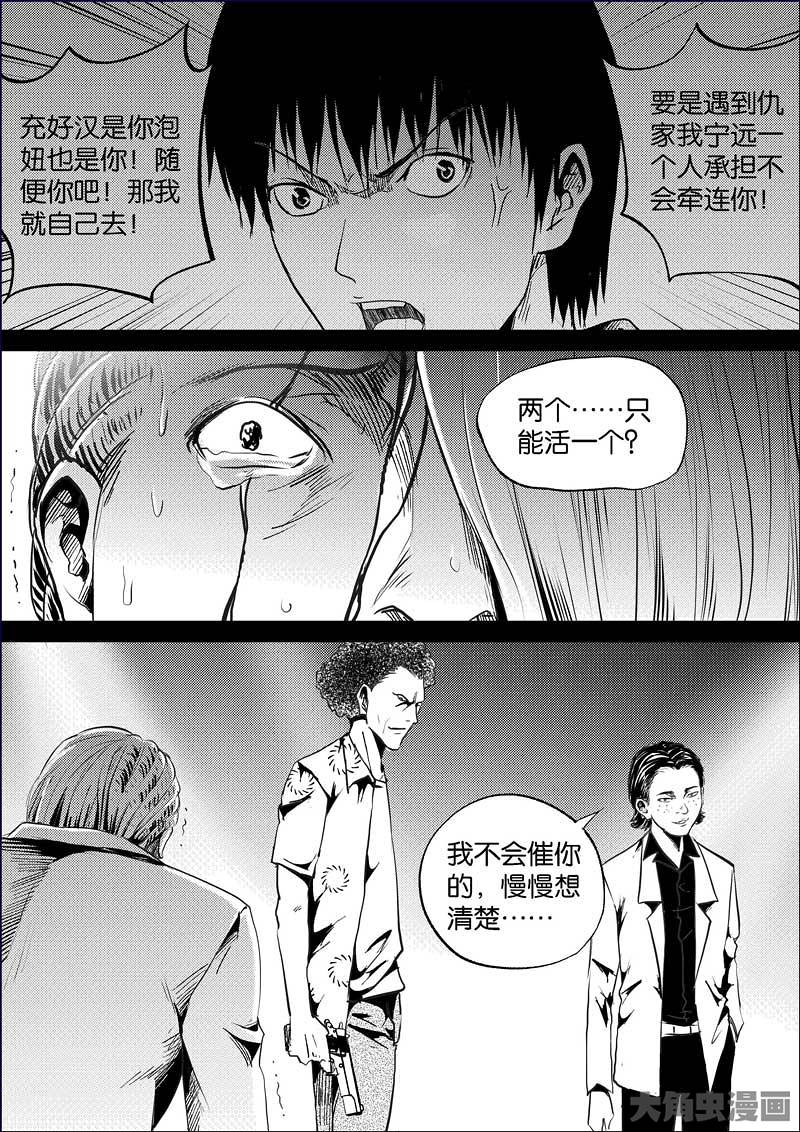 充好汉是你泡
妞也是你！随
便你吧！那我
就自己去！
要是遇到仇
家我宁远一
个人承担不
会牵连你！
两个……只
能活一个？
我不会催你
的，慢慢想
清楚……
大角虫漫画